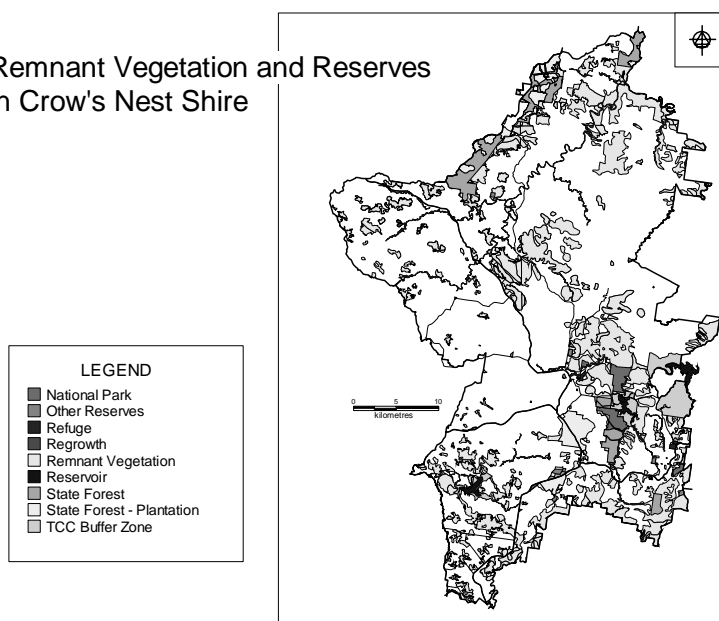 Remnant Vegetation and Reserves
n Crow's Nest Shire
LEGEND
National Park
Other Reserves
Refuge
Regrowth
Remnant Vegetation
Reservoir
State Forest
State Forest - Plantation
TCC Buffer Zone
0 5 10
kilometres